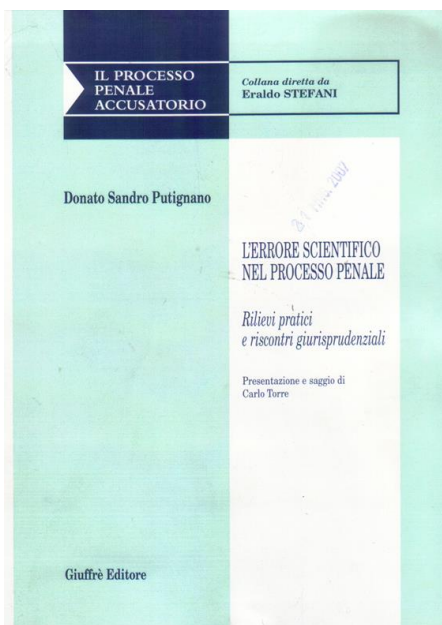 IL PROCESSO
PENALE
ACCUSATORIO
Collana diretta da
Eraldo STEFANI
Donato Sandro Putignano
2007
L'ERRORE SCIENTIFICO
NEL PROCESSO PENALE
Rilievi pratici
e riscontri giurisprudenziali
Presentazione e saggio di
Carlo Torre
Giuffrè Editore